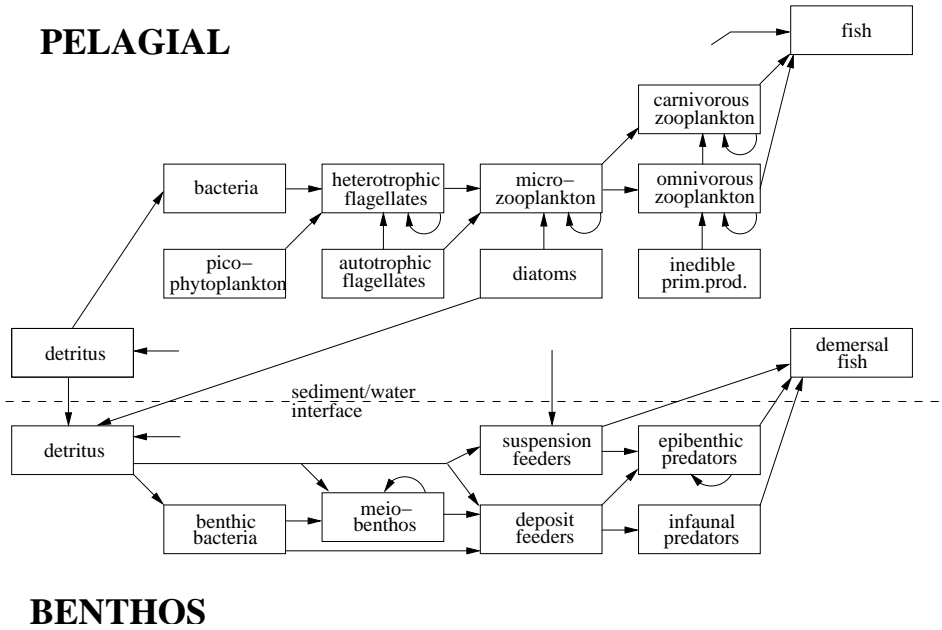 PELAGIAL
fish
carnivorous
zooplankton
bacteria
heterotrophic
flagellates
micro–
zooplankton
omnivorous
zooplankton
pico–
phytoplankton
autotrophic
flagellates
diatoms
inedible
prim.prod.
detritus
demersal
fish
sediment/water
interface
detritus
suspension
feeders
epibenthic
predators
benthic
bacteria
meio–
benthos
deposit
feeders
infaunal
predators
BENTHOS